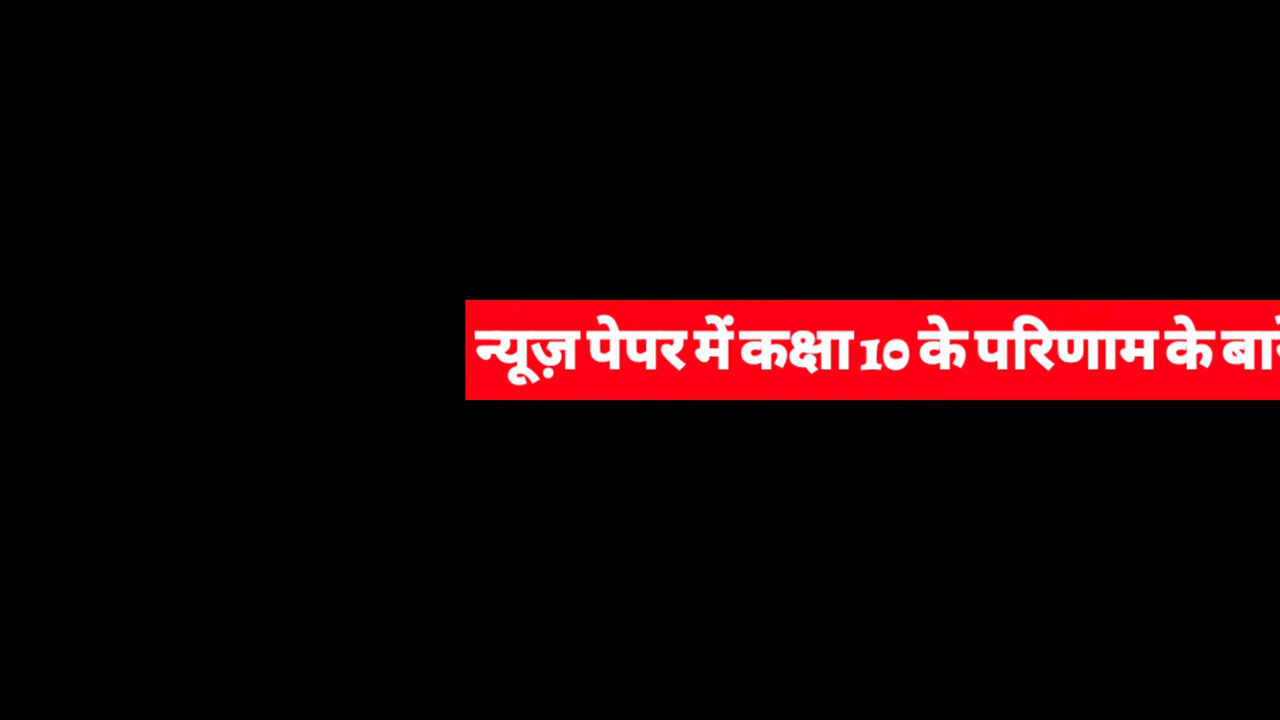 न्यूज़ पेपर में कक्षा 10 के परिणाम के